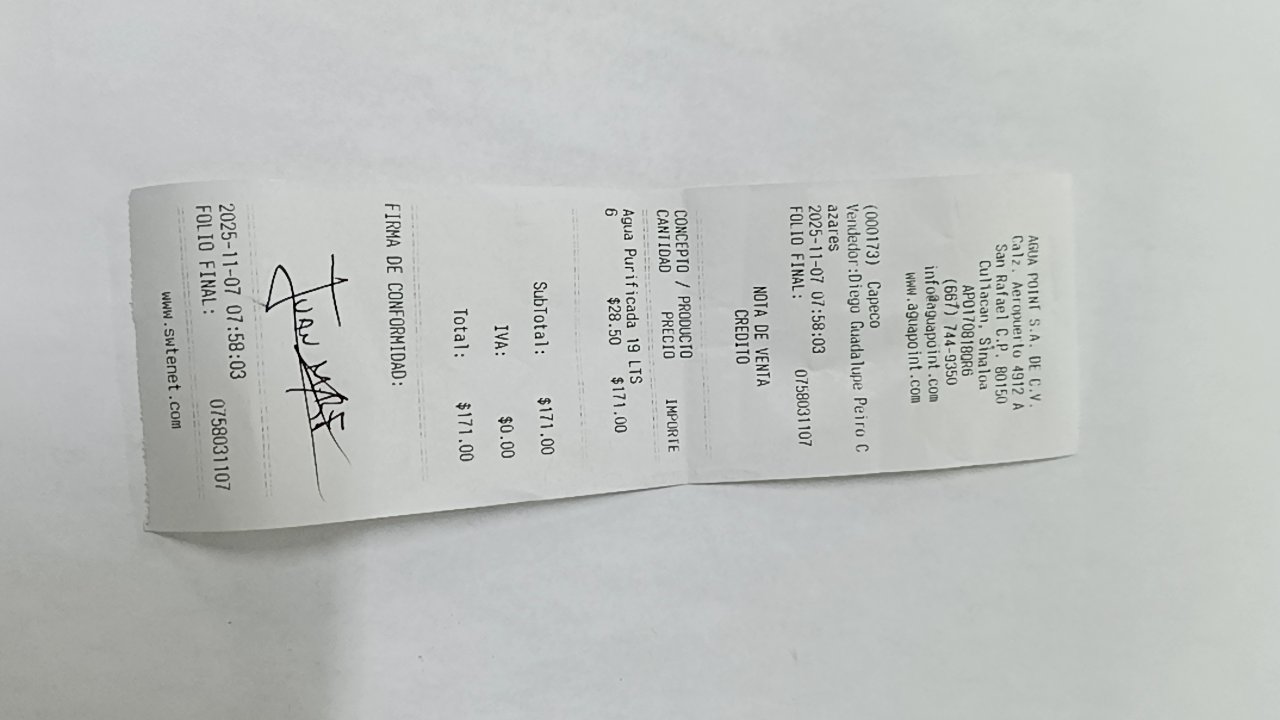 AGUA POINT S.A. DE C.V.
Calz. Aeropuerto 4912 A
San Rafael C.P. 80150
Culiacan, Sinaloa
APO1708180R6
(667) 744-9350
info@aguapoint.com
www.aguapoint.com
(000173) Capeco
Vendedor:Diego Guadalupe Peiro C
azares
2025-11-07 07:58:03
FOLIO FINAL: 0758031107
NOTA DE VENTA
CREDITO
CONCEPTO / PRODUCTO
CANTIDAD PRECIO IMPORTE
Agua Purificada 19 LTS
6 $28.50 $171.00
SubTotal: $171.00
IVA: $0.00
Total: $171.00
FIRMA DE CONFORMIDAD:
JUAN
2025-11-07 07:58:03
FOLIO FINAL: 0758031107
www.swtenet.com